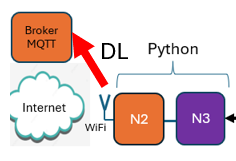 Broker
MQTT
DL
Python
Internet
WiFi
N2
N3